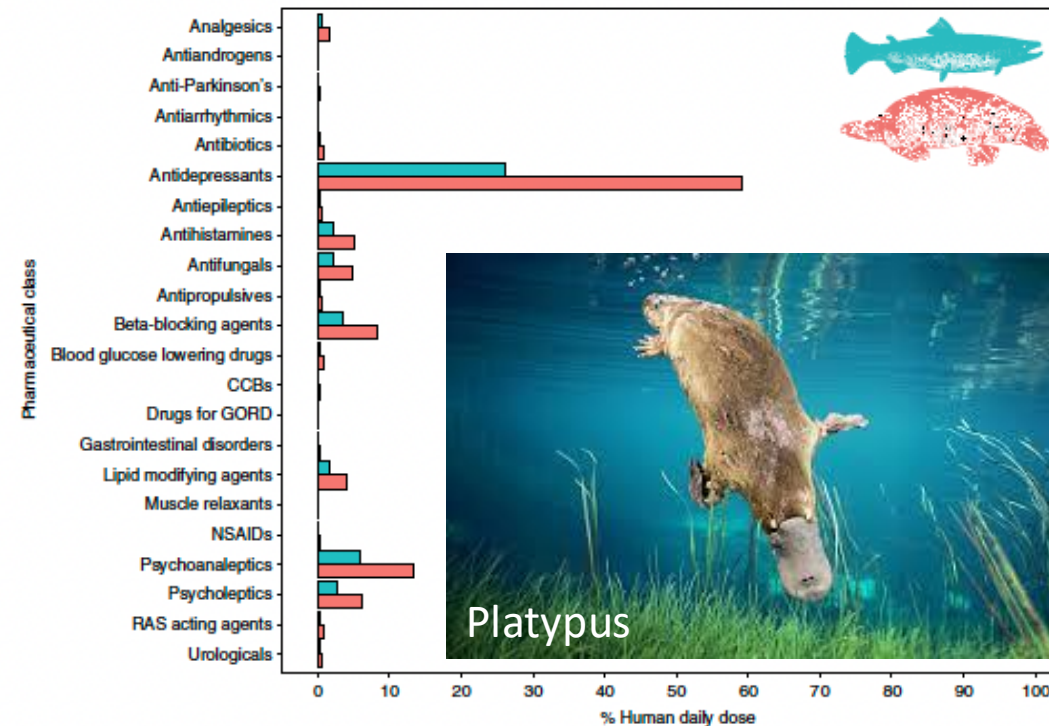 Pharmaceutical class
Analgesics
Antiandrogens
Anti-Parkinson's
Antiarrhythmics
Antibiotics
Antidepressants
Antiepileptics
Antihistamines
Antifungals
Antipropulsives
Beta-blocking agents
Blood glucose lowering drugs
CCBs
Drugs for GORD
Gastrointestinal disorders
Lipid modifying agents
Muscle relaxants
NSAIDs
Psychoanaleptics
Psycholeptics
RAS acting agents
Urologicals
Platypus
0 10 20 30 40 50 60 70 80 90 100
% Human daily dose